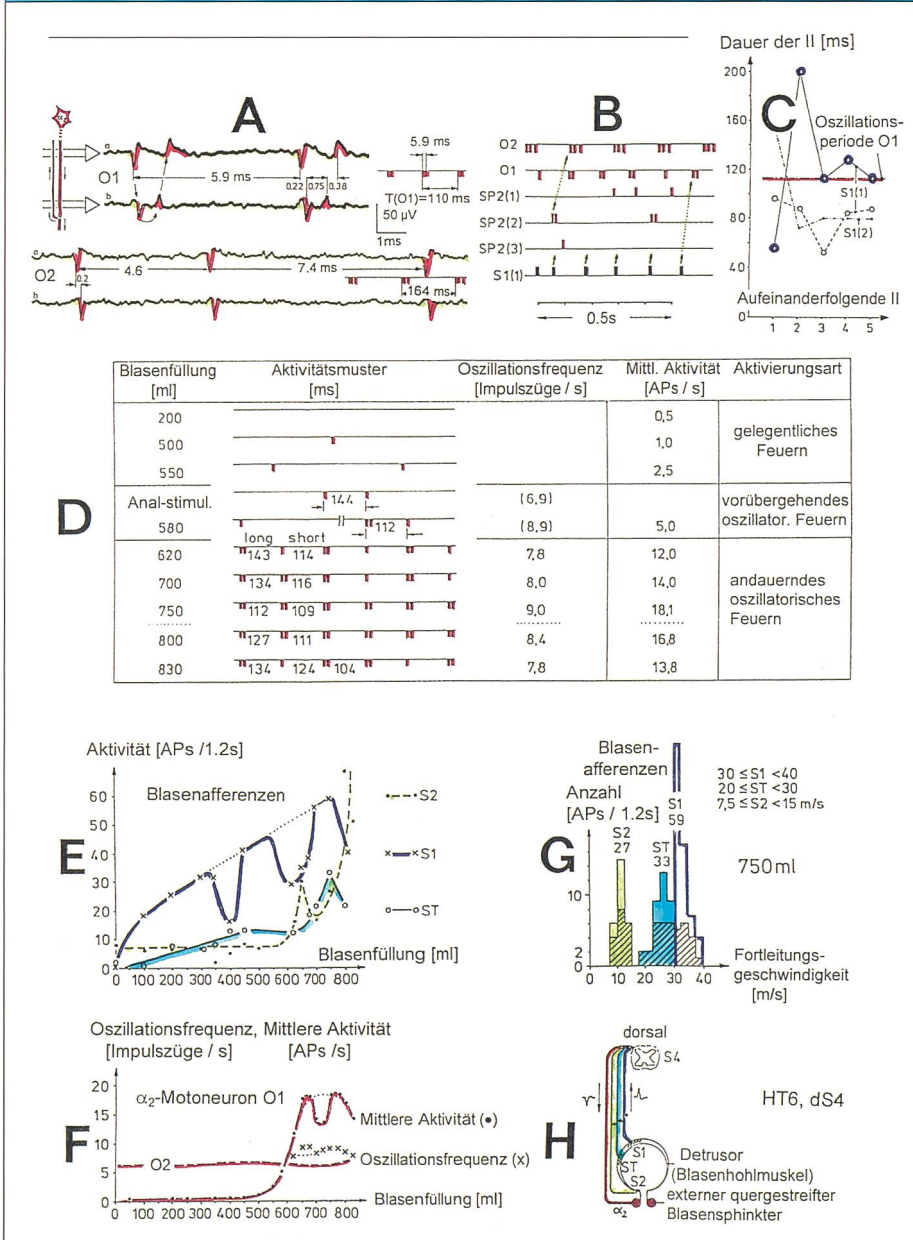 A
a
O1
5.9 ms
0.22 0.75 0.38
b
50 µV
1ms
5.9 ms
T(O1)=110 ms
a
O2
4.6 7.4 ms
0.2
b
164 ms
B
O2
O1
SP2(1)
SP2(2)
SP2(3)
S1(1)
0.5s
Dauer der II [ms]
200
160
120
80
40
0
C
Oszillations-
periode O1
S1(1)
S1(2)
Aufeinanderfolgende II
1 2 3 4 5
D
Blasenfüllung
[ml]
Aktivitätsmuster
[ms]
Oszillationsfrequenz
[Impulszüge / s]
Mittl. Aktivität
[APs / s]
Aktivierungsart
200 0,5
500 1,0
550 2,5
gelegentliches
Feuern
Anal-stimul. 144 (6,9)
580 112 (8,9) 5,0
vorübergehendes
oszillator. Feuern
long short
620 143 114 7,8 12,0
700 134 116 8,0 14,0
750 112 109 9,0 18,1
800 127 111 8,4 16,8
830 134 124 104 7,8 13,8
andauerndes
oszillatorisches
Feuern
E
Aktivität [APs /1.2s]
Blasenafferenzen
60
50
40
30
20
10
0
S2
S1
ST
Blasenfüllung [ml]
0 100 200 300 400 500 600 700 800
G
Blasen-
afferenzen
Anzahl
[APs / 1.2s]
30 ≤ S1 <40
20 ≤ ST <30
7,5 ≤ S2 < 15 m/s
S1
59
S2
27
ST
33
750ml
10
2
0
0 10 20 30 40
Fortleitungs-
geschwindigkeit
[m/s]
F
Oszillationsfrequenz, Mittlere Aktivität
[Impulszüge / s] [APs /s]
20
15
10
5
0
α₂-Motoneuron O1
O2
Mittlere Aktivität (•)
Oszillationsfrequenz (x)
Blasenfüllung [ml]
0 100 200 300 400 500 600 700 800
H
dorsal
S4
HT6, dS4
S1
ST
S2
α₂
Detrusor
(Blasenhohlmuskel)
externer quergestreifter
Blasensphinkter